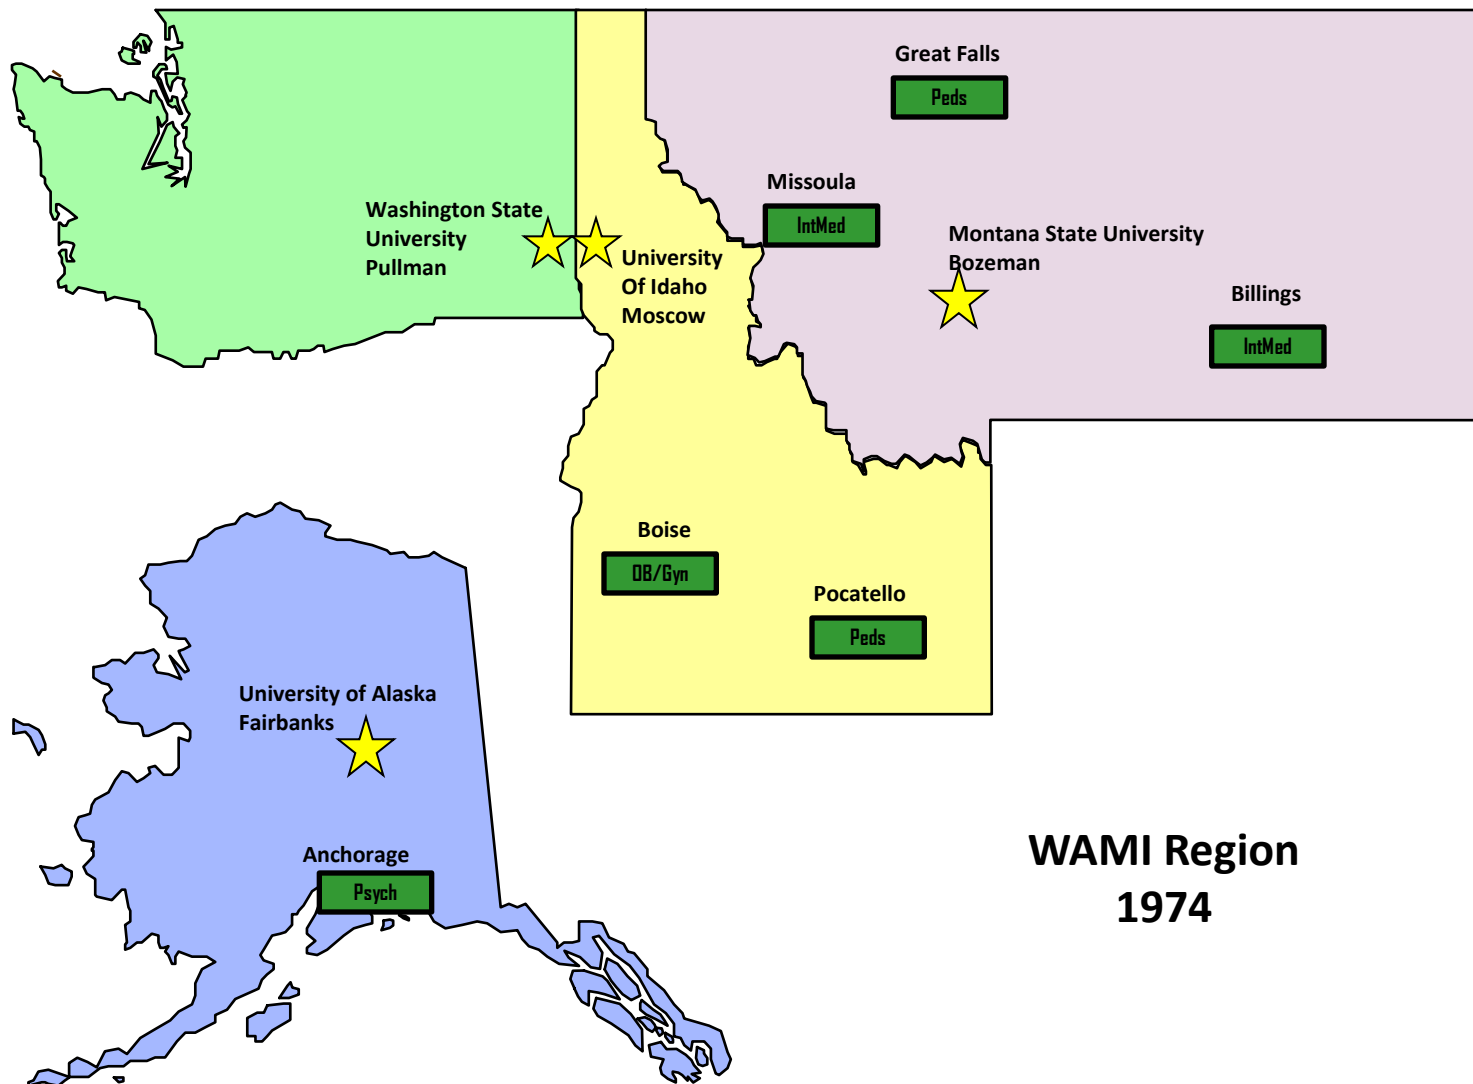 Great Falls
Peds
Missoula
IntMed
Washington State
University
Pullman
University
Of Idaho
Moscow
Montana State University
Bozeman
Billings
IntMed
Boise
OB/Gyn
Pocatello
Peds
University of Alaska
Fairbanks
Anchorage
Psych
WAMI Region
1974